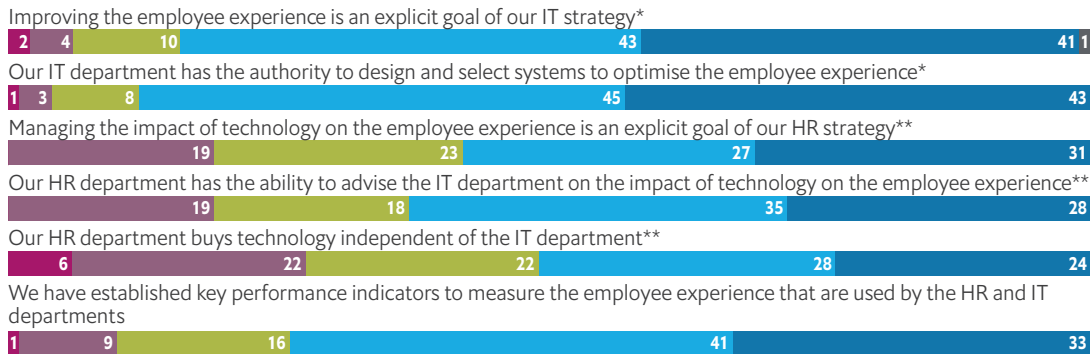 Improving the employee experience is an explicit goal of our IT strategy*
2 4 10 43 41 1
Our IT department has the authority to design and select systems to optimise the employee experience*
1 3 8 45 43
Managing the impact of technology on the employee experience is an explicit goal of our HR strategy**
19 23 27 31
Our HR department has the ability to advise the IT department on the impact of technology on the employee experience**
19 18 35 28
Our HR department buys technology independent of the IT department**
6 22 22 28 24
We have established key performance indicators to measure the employee experience that are used by the HR and IT
departments
1 9 16 41 33